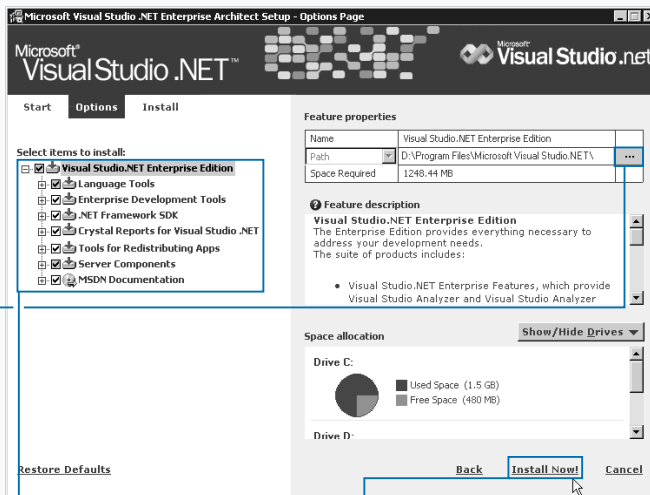 Microsoft Visual Studio .NET Enterprise Architect Setup - Options Page
Microsoft®
Visual Studio .NET™
Microsoft
Visual Studio.net
Start Options Install
Select items to install:
Visual Studio.NET Enterprise Edition
Language Tools
Enterprise Development Tools
.NET Framework SDK
Crystal Reports for Visual Studio .NET
Tools for Redistributing Apps
Server Components
MSDN Documentation
Feature properties
Name Visual Studio.NET Enterprise Edition
Path D:\Program Files\Microsoft Visual Studio.NET\ ...
Space Required 1248.44 MB
Feature description
Visual Studio.NET Enterprise Edition
The Enterprise Edition provides everything necessary to
address your development needs.
The suite of products includes:
• Visual Studio.NET Enterprise Features, which provide
Visual Studio Analyzer and Visual Studio Analyzer
Space allocation
Show/Hide Drives
Drive C:
Used Space (1.5 GB)
Free Space (480 MB)
Drive D:
Restore Defaults
Back Install Now! Cancel